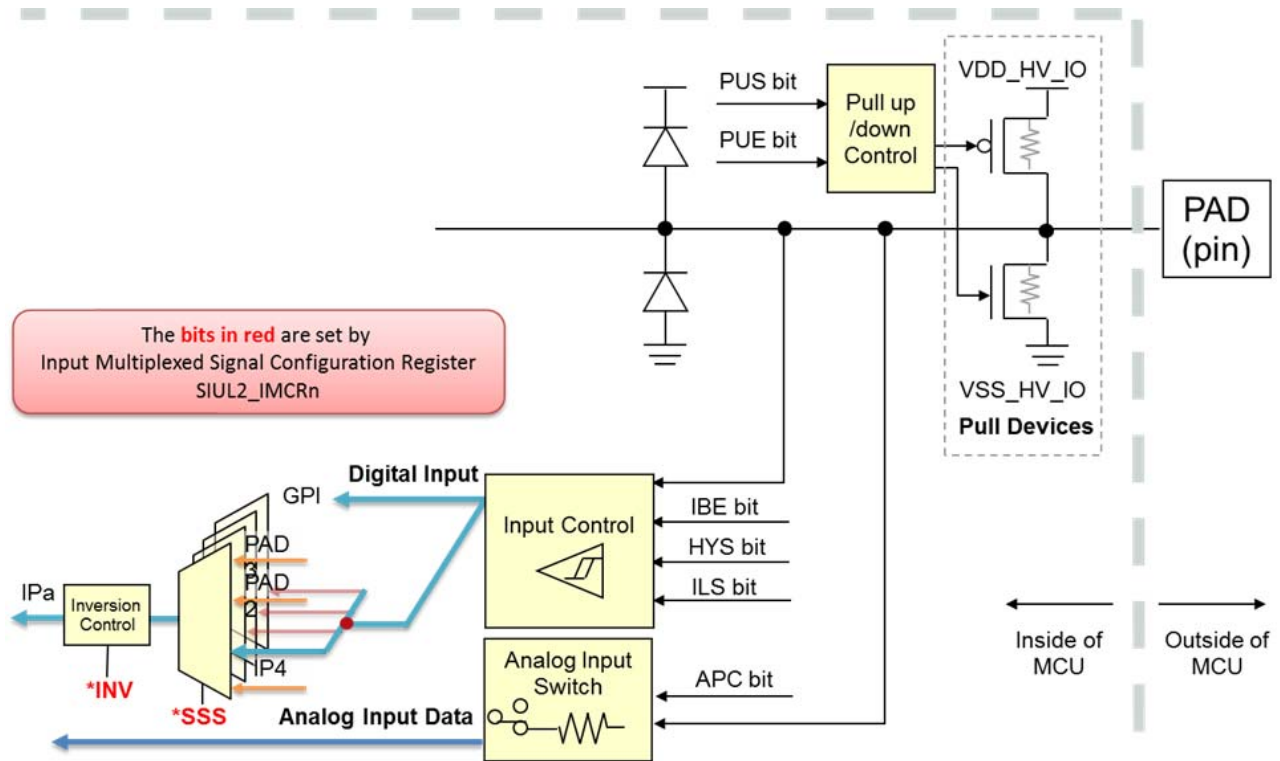 VDD_HV_IO
PUS bit
PUE bit
Pull up
/down
Control
PAD
(pin)
The bits in red are set by
Input Multiplexed Signal Configuration Register
SIUL2_IMCRn
VSS_HV_IO
Pull Devices
Digital Input
GPI
Input Control
IBE bit
HYS bit
ILS bit
PAD
3
PAD
2
IP4
IPa
Inversion
Control
*INV
*SSS
Analog Input
Switch
APC bit
Analog Input Data
Inside of
MCU
Outside of
MCU